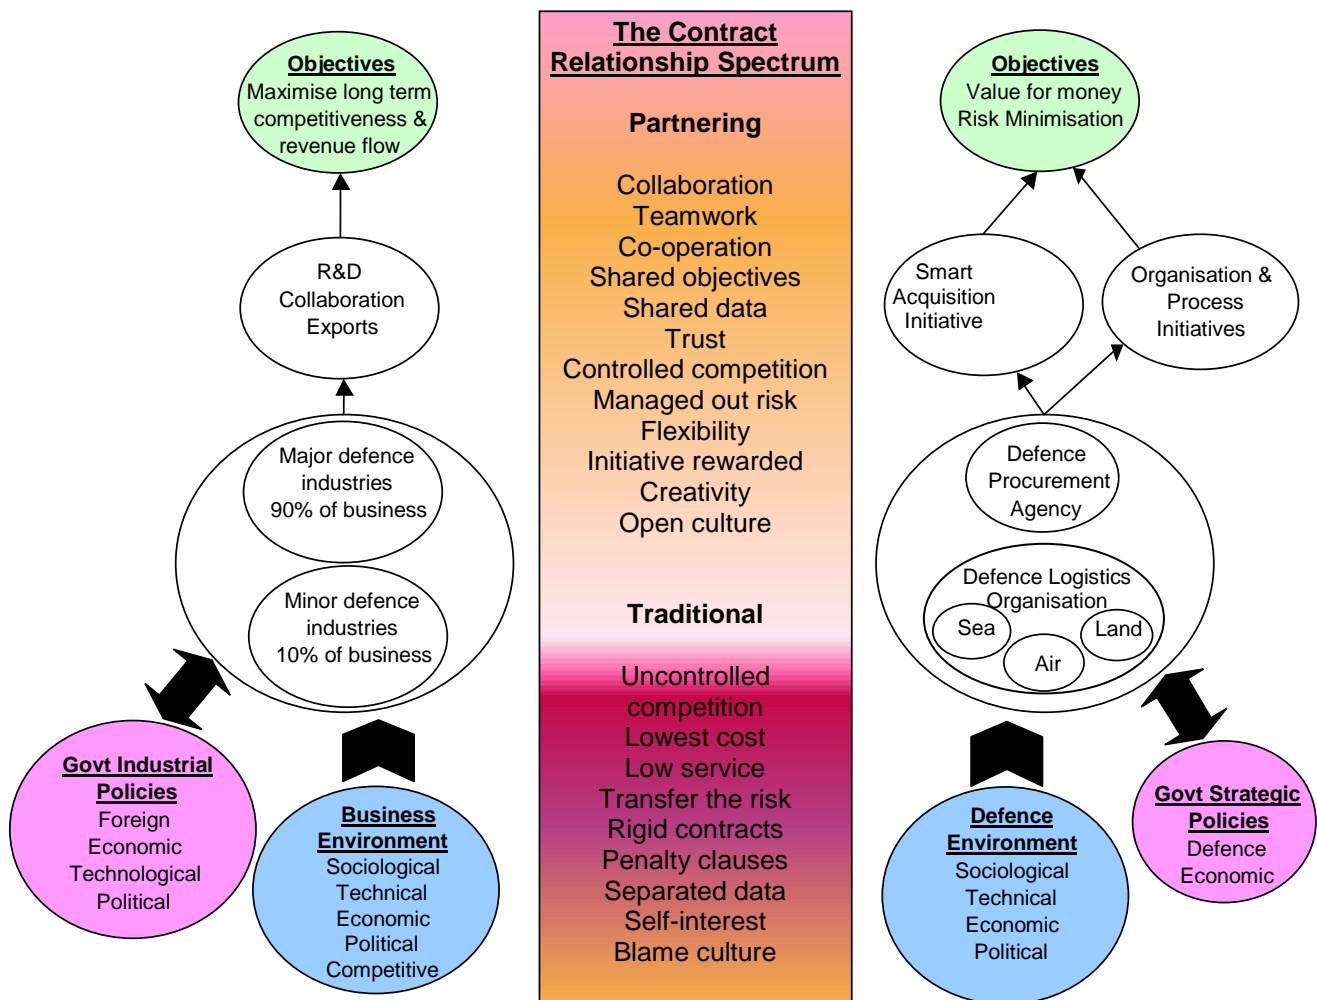 Objectives
Maximise long term
competitiveness &
revenue flow
R&D
Collaboration
Exports
Major defence
industries
90% of business
Minor defence
industries
10% of business
Govt Industrial
Policies
Foreign
Economic
Technological
Political
Business
Environment
Sociological
Technical
Economic
Political
Competitive
The Contract
Relationship Spectrum
Partnering
Collaboration
Teamwork
Co-operation
Shared objectives
Shared data
Trust
Controlled competition
Managed out risk
Flexibility
Initiative rewarded
Creativity
Open culture
Traditional
Uncontrolled
competition
Lowest cost
Low service
Transfer the risk
Rigid contracts
Penalty clauses
Separated data
Self-interest
Blame culture
Objectives
Value for money
Risk Minimisation
Smart
Acquisition
Initiative
Organisation &
Process
Initiatives
Defence
Procurement
Agency
Defence Logistics
Organisation
Sea
Land
Air
Defence
Environment
Sociological
Technical
Economic
Political
Govt Strategic
Policies
Defence
Economic